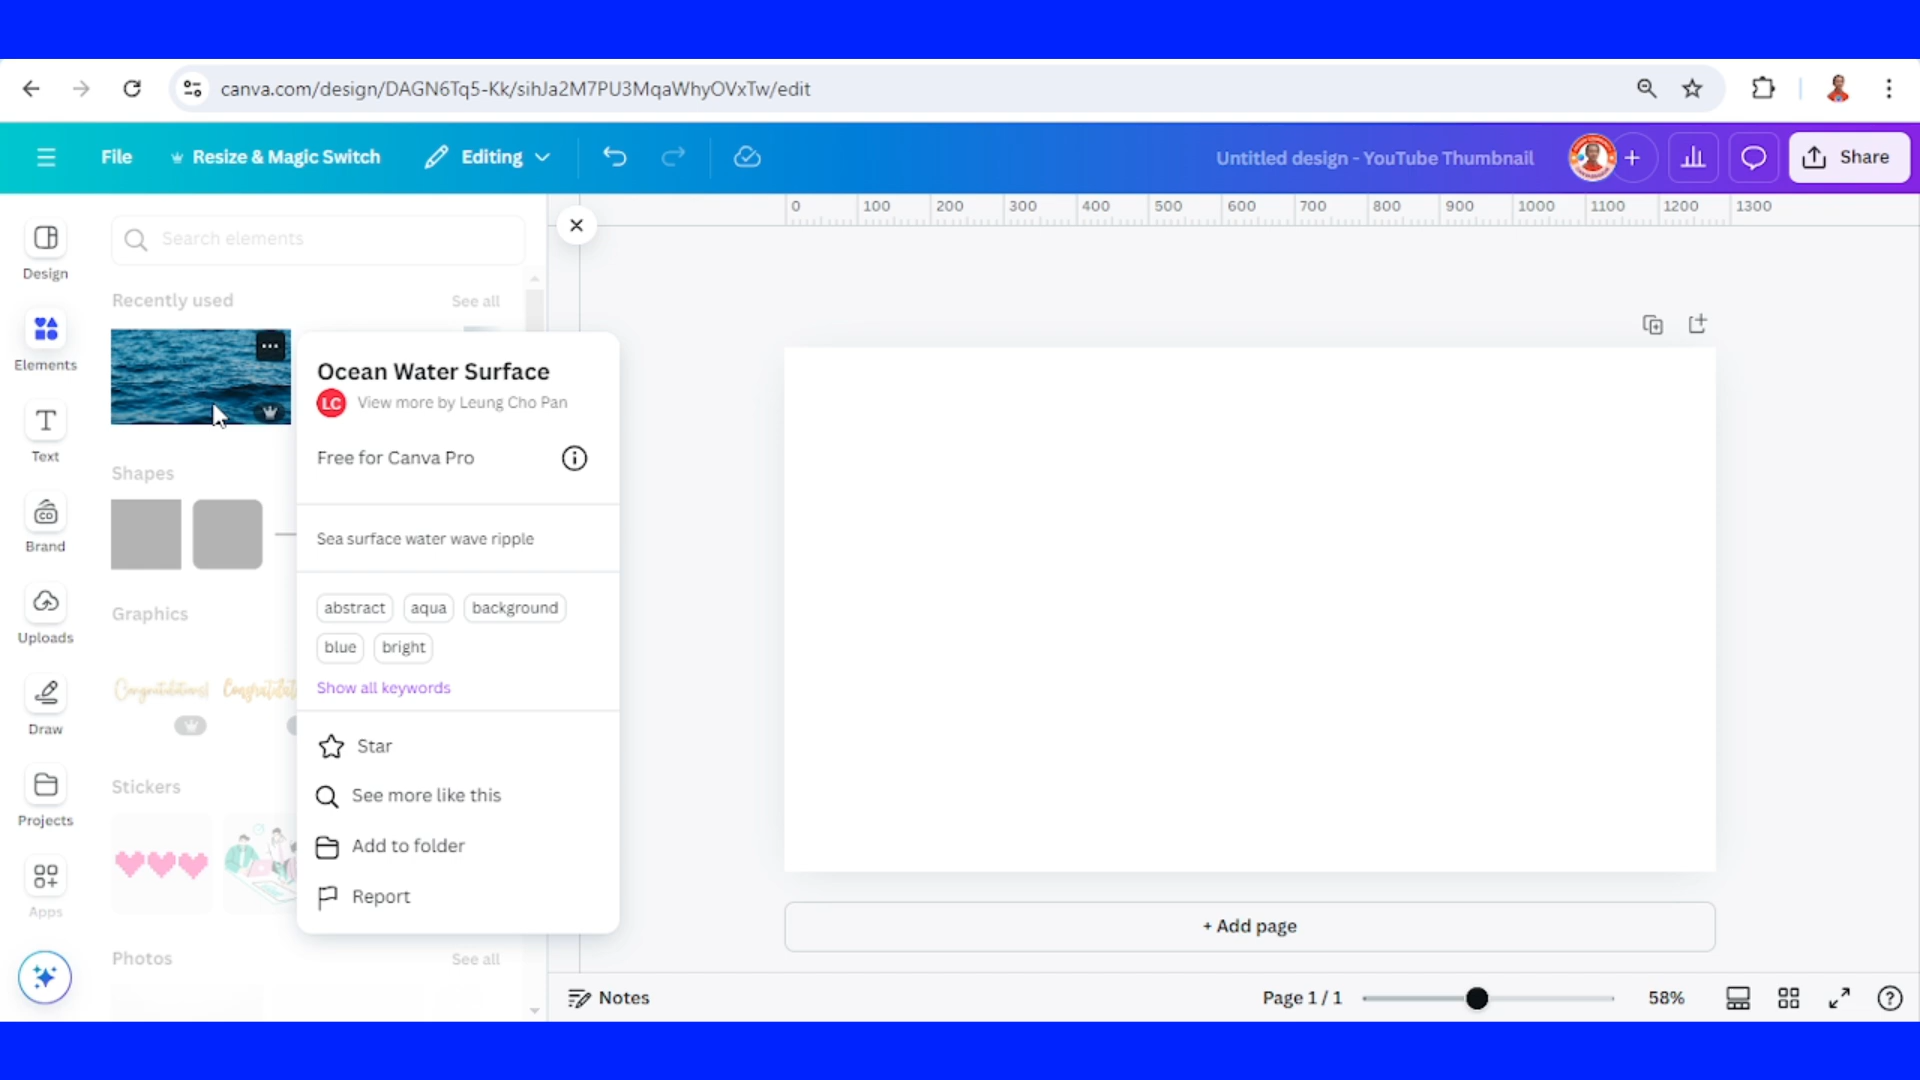 canva.com/design/DAGN6Tq5-Kk/sihJa2M7PU3MqaWhyOVxTw/edit
File
Resize & Magic Switch
Editing
Untitled design - YouTube Thumbnail
Share
Design
Elements
Text
Brand
Uploads
Draw
Projects
Apps
Search elements
Recently used
See all
Shapes
Graphics
Congratulations!
Stickers
Photos
See all
Ocean Water Surface
LC View more by Leung Cho Pan
Free for Canva Pro
Sea surface water wave ripple
abstract aqua background
blue bright
Show all keywords
Star
See more like this
Add to folder
Report
0 100 200 300 400 500 600 700 800 900 1000 1100 1200 1300
+ Add page
Notes
Page 1 / 1
58%